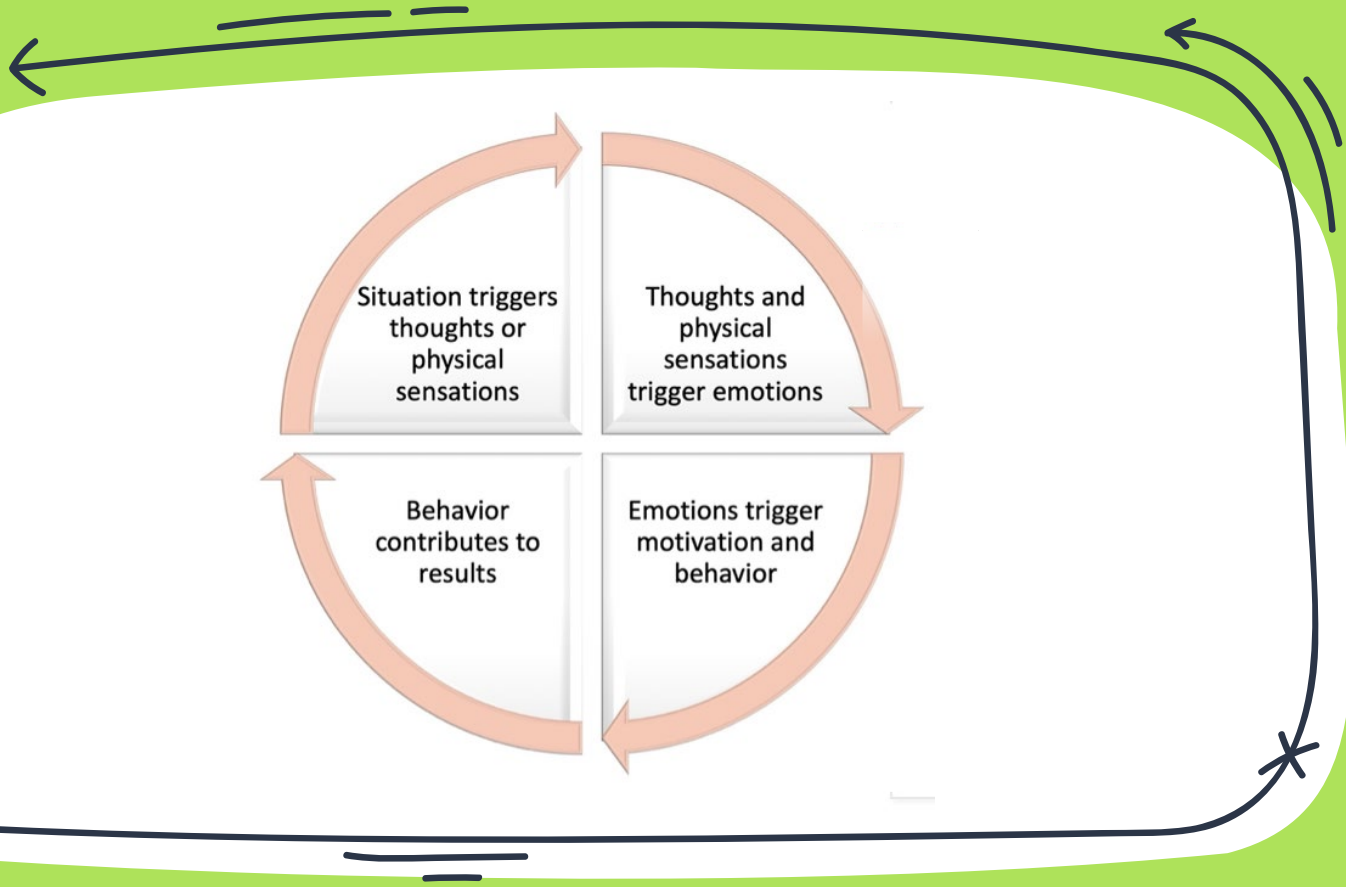 Situation triggers
thoughts or
physical
sensations
Thoughts and
physical
sensations
trigger emotions
Emotions trigger
motivation and
behavior
Behavior
contributes to
results